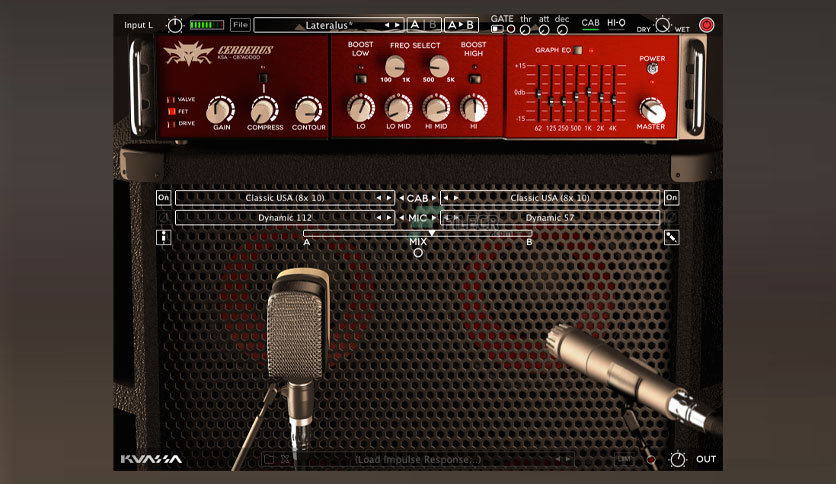 Input L File Lateralus* A B A▸B GATE thr att dec CAB HI-Q DRY WET
CERBERUS
KSA - CB7A0D0D
BOOST LOW FREQ SELECT BOOST HIGH
100 1K 500 5K
VALVE
FET
DRIVE
GAIN COMPRESS CONTOUR
LO LO MID HI MID HI
GRAPH EQ
+15
0db
-15
62 125 250 500 1K 2K 4K
POWER
MASTER
On Classic USA (8x 10) CAB Classic USA (8x 10) On
Dynamic 112 MIC Dynamic 57
A MIX B
KVASSA (Load Impulse Response...) LIM OUT